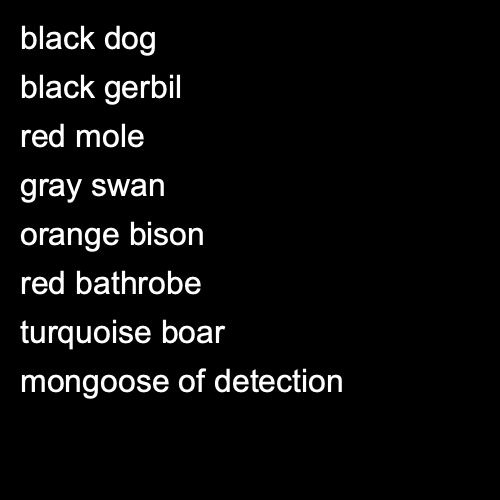 black dog
black gerbil
red mole
gray swan
orange bison
red bathrobe
turquoise boar
mongoose of detection